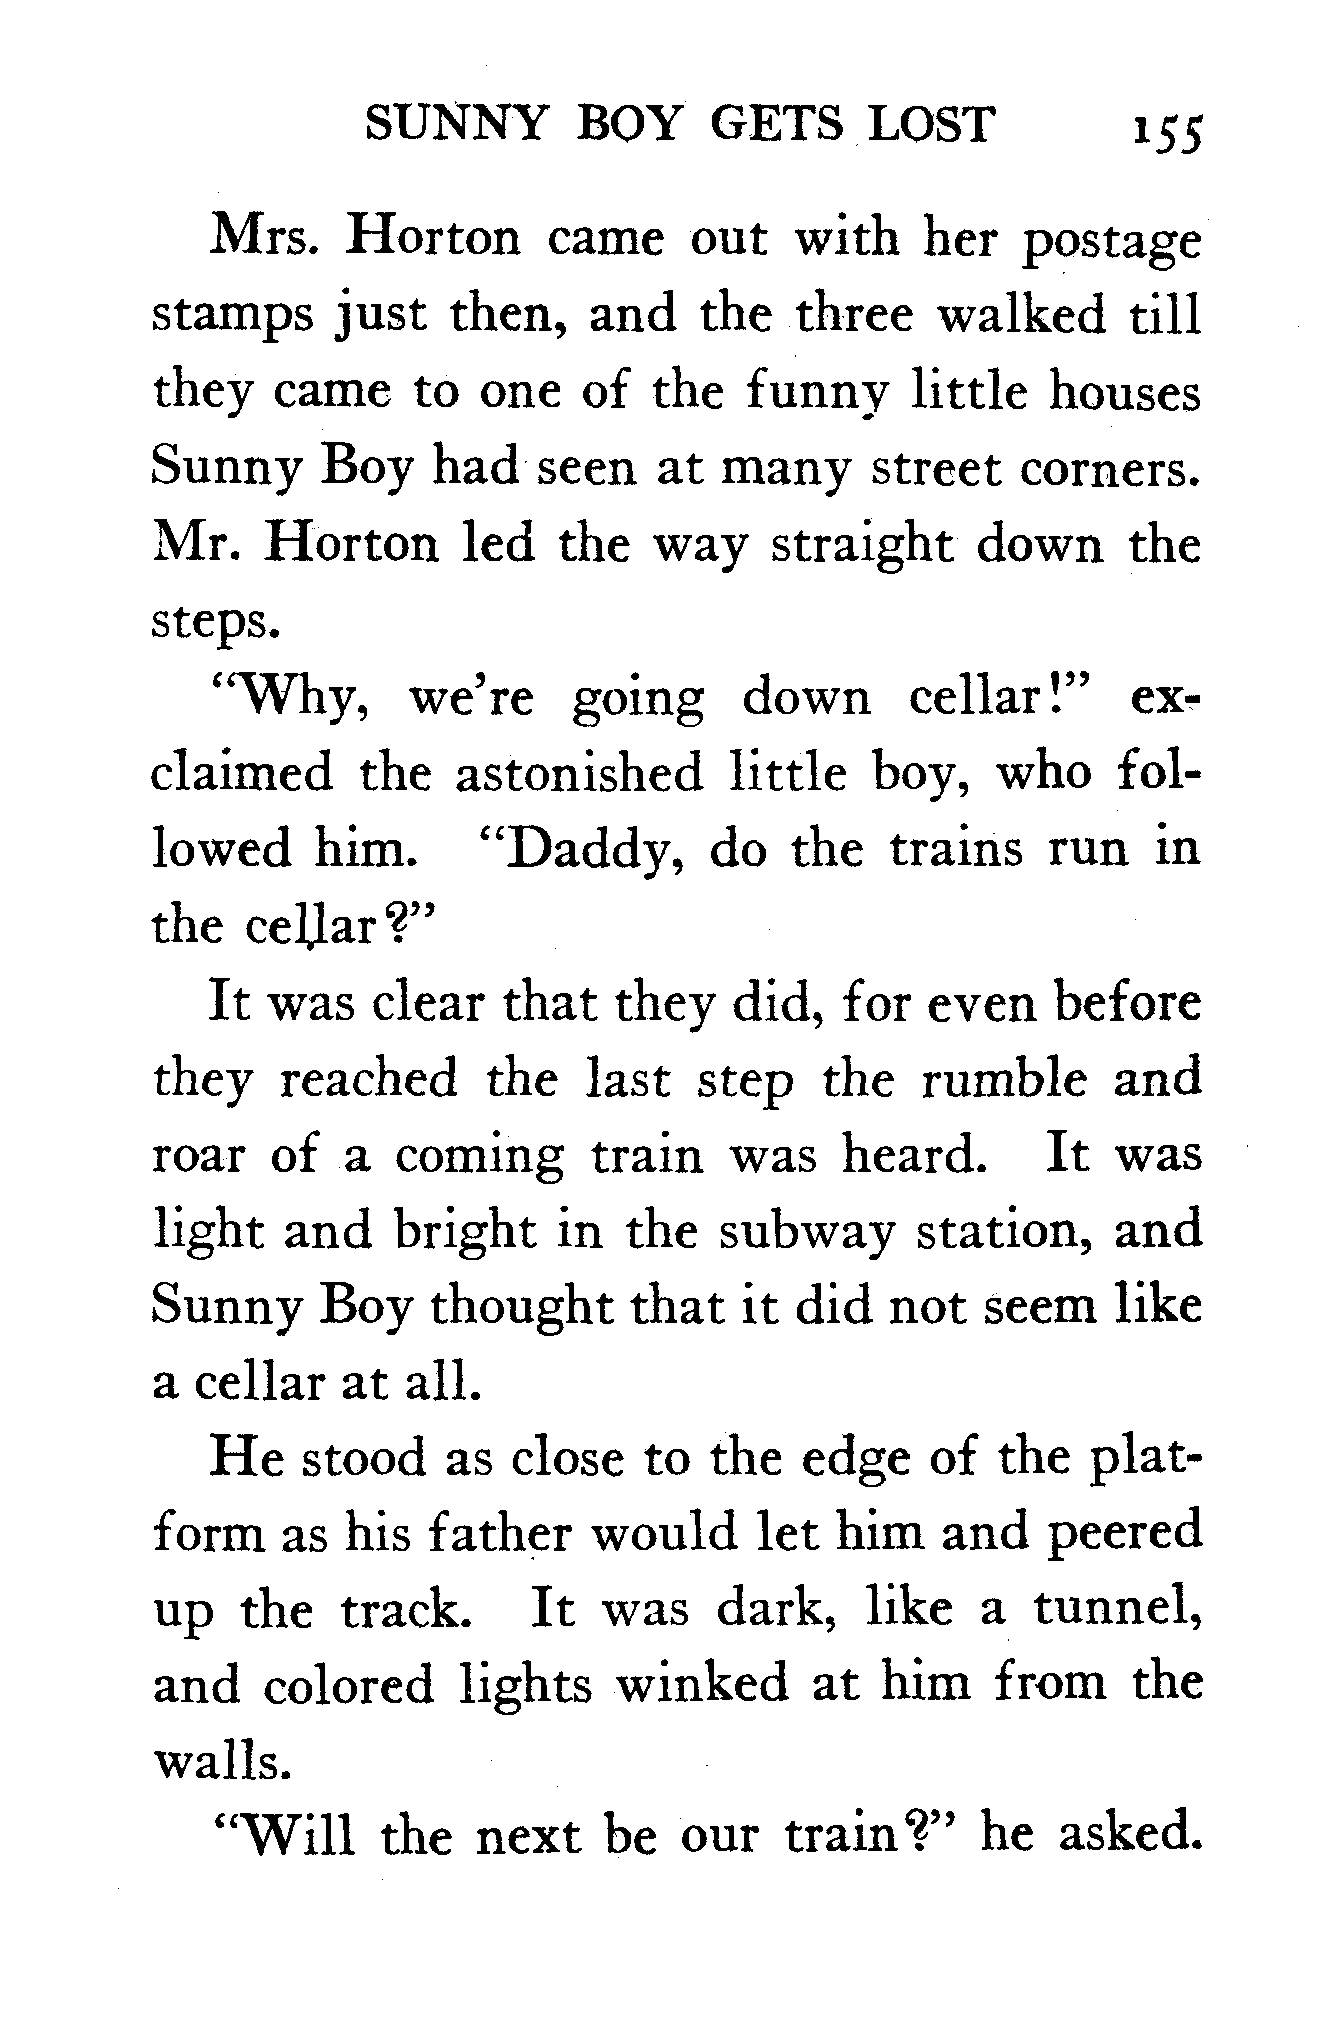 SUNNY BOY GETS LOST 155
Mrs. Horton came out with her postage
stamps just then, and the three walked till
they came to one of the funny little houses
Sunny Boy had seen at many street corners.
Mr. Horton led the way straight down the
steps.
“Why, we’re going down cellar!” ex-
claimed the astonished little boy, who fol-
lowed him. “Daddy, do the trains run in
the cellar?”
It was clear that they did, for even before
they reached the last step the rumble and
roar of a coming train was heard. It was
light and bright in the subway station, and
Sunny Boy thought that it did not seem like
a cellar at all.
He stood as close to the edge of the plat-
form as his father would let him and peered
up the track. It was dark, like a tunnel,
and colored lights winked at him from the
walls.
“Will the next be our train?” he asked.